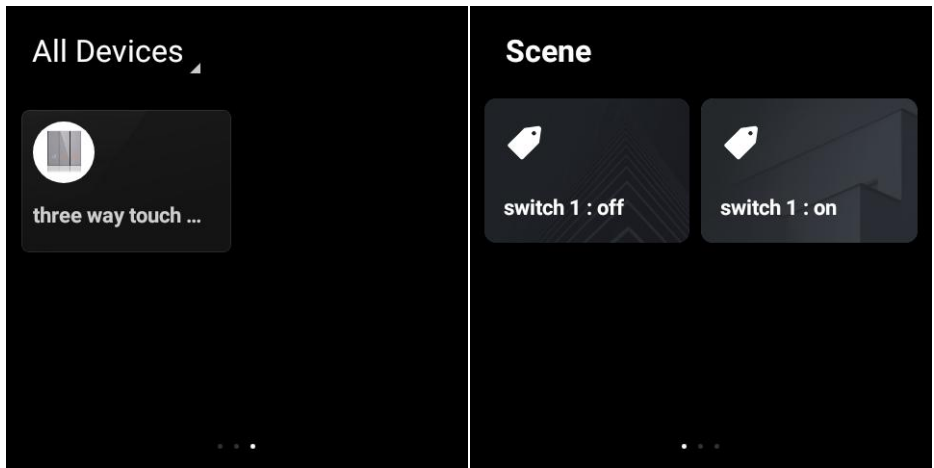 All Devices
three way touch ...
Scene
switch 1 : off
switch 1 : on